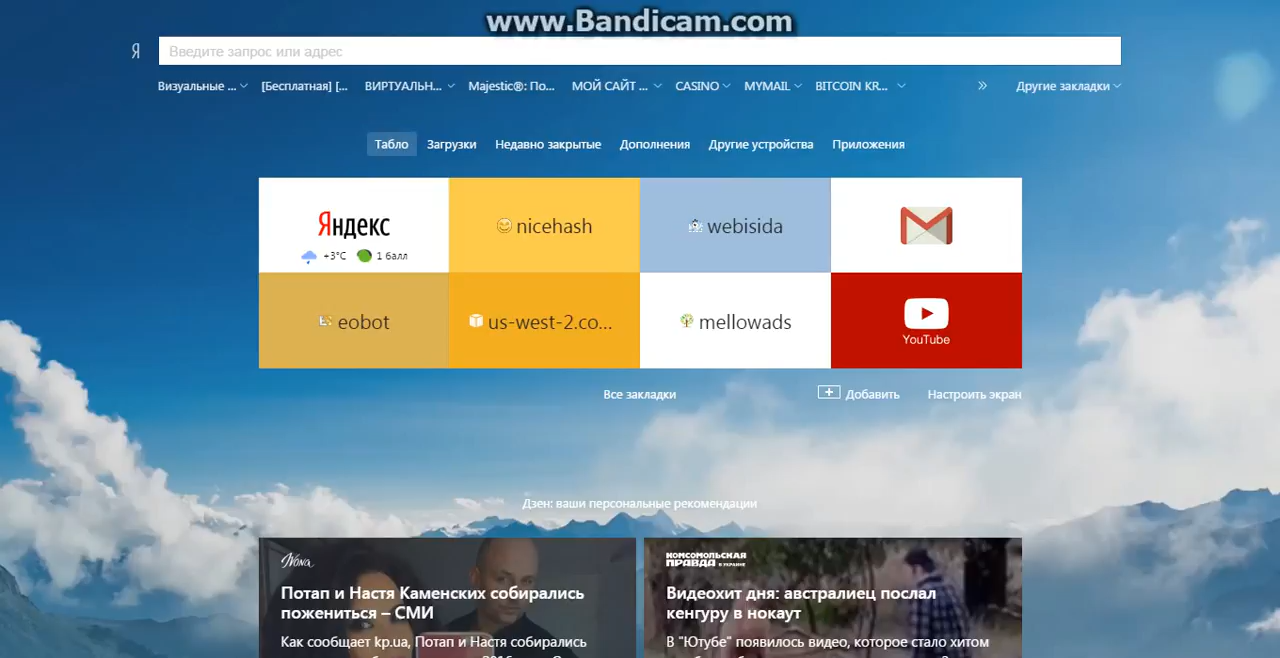 www.Bandicam.com
Я Введите запрос или адрес
Визуальные ... [Бесплатная] [... ВИРТУАЛЬН... Majestic®: По... МОЙ САЙТ ... CASINO MYMAIL BITCOIN KR... » Другие закладки
Табло Загрузки Недавно закрытые Дополнения Другие устройства Приложения
Яндекс
+3°C 1 балл
nicehash
webisida
eobot
us-west-2.co...
mellowads
YouTube
Все закладки Добавить Настроить экран
Дзен: ваши персональные рекомендации
Wona
Потап и Настя Каменских собирались
пожениться – СМИ
Как сообщает kp.ua, Потап и Настя собирались
КОМСОМОЛЬСКАЯ
ПРАВДА В УКРАИНЕ
Видеохит дня: австралиец послал
кенгуру в нокаут
В "Ютубе" появилось видео, которое стало хитом